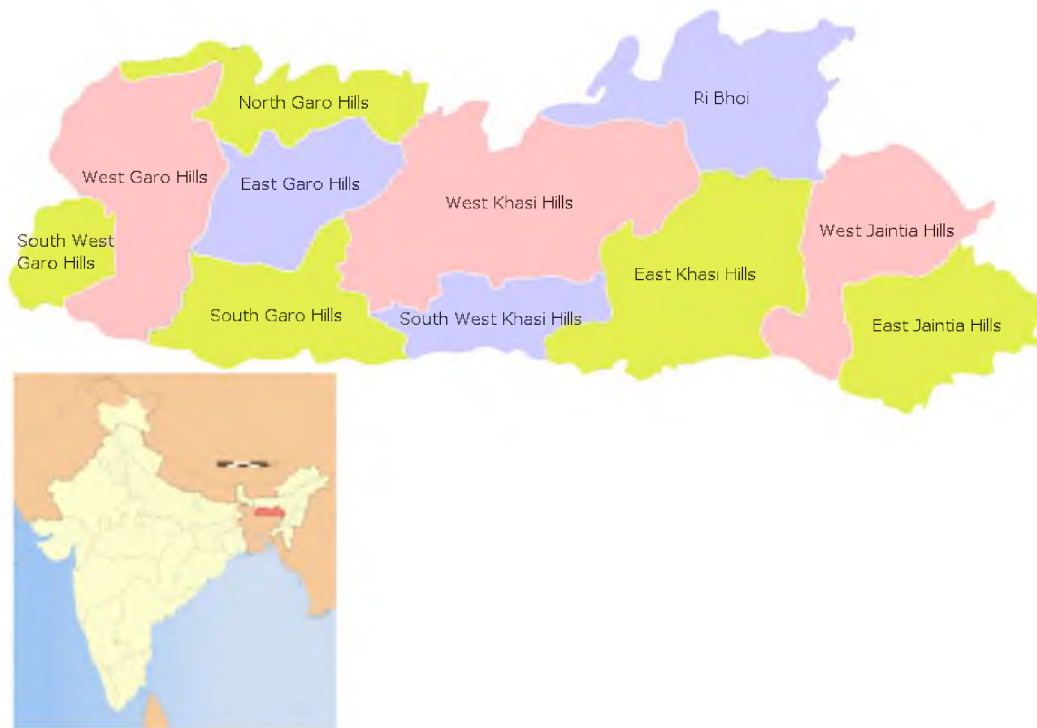 North Garo Hills
Ri Bhoi
West Garo Hills
East Garo Hills
West Khasi Hills
South West
Garo Hills
West Jaintia Hills
East Khasi Hills
South Garo Hills
South West Khasi Hills
East Jaintia Hills